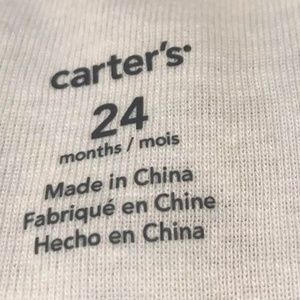 carter's.
24
months / mois
Made in China
Fabriqué en Chine
Hecho en China